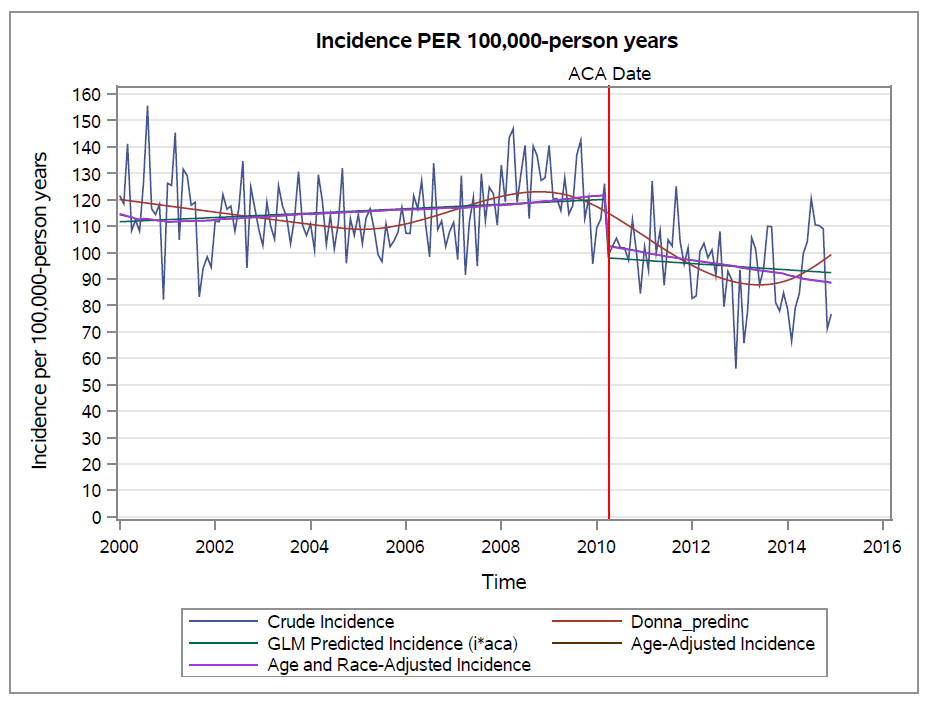 Incidence PER 100,000-person years
ACA Date
Incidence per 100,000-person years
160
150
140
130
120
110
100
90
80
70
60
50
40
30
20
10
0
2000 2002 2004 2006 2008 2010 2012 2014 2016
Time
Crude Incidence Donna_predinc
GLM Predicted Incidence (i*aca) Age-Adjusted Incidence
Age and Race-Adjusted Incidence